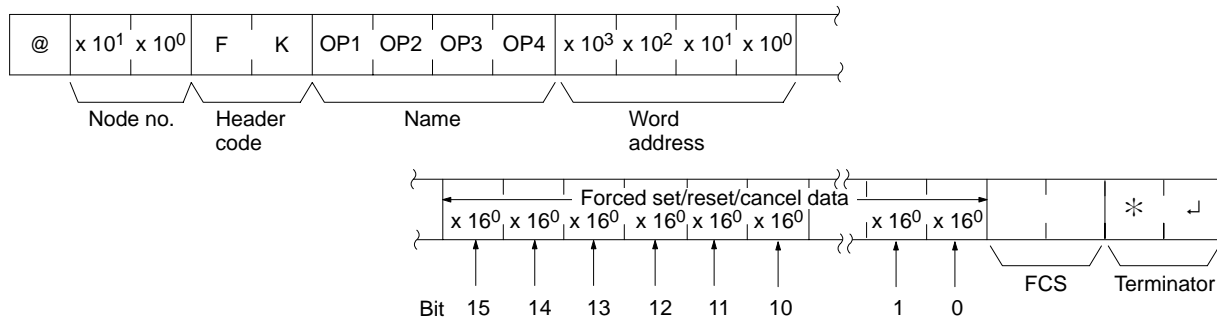 @ x 10¹ x 10⁰ F K OP1 OP2 OP3 OP4 x 10³ x 10² x 10¹ x 10⁰
Node no. Header code Name Word address
Forced set/reset/cancel data
x 16⁰ x 16⁰ x 16⁰ x 16⁰ x 16⁰ x 16⁰ x 16⁰ x 16⁰ * ↵
FCS Terminator
Bit 15 14 13 12 11 10 1 0